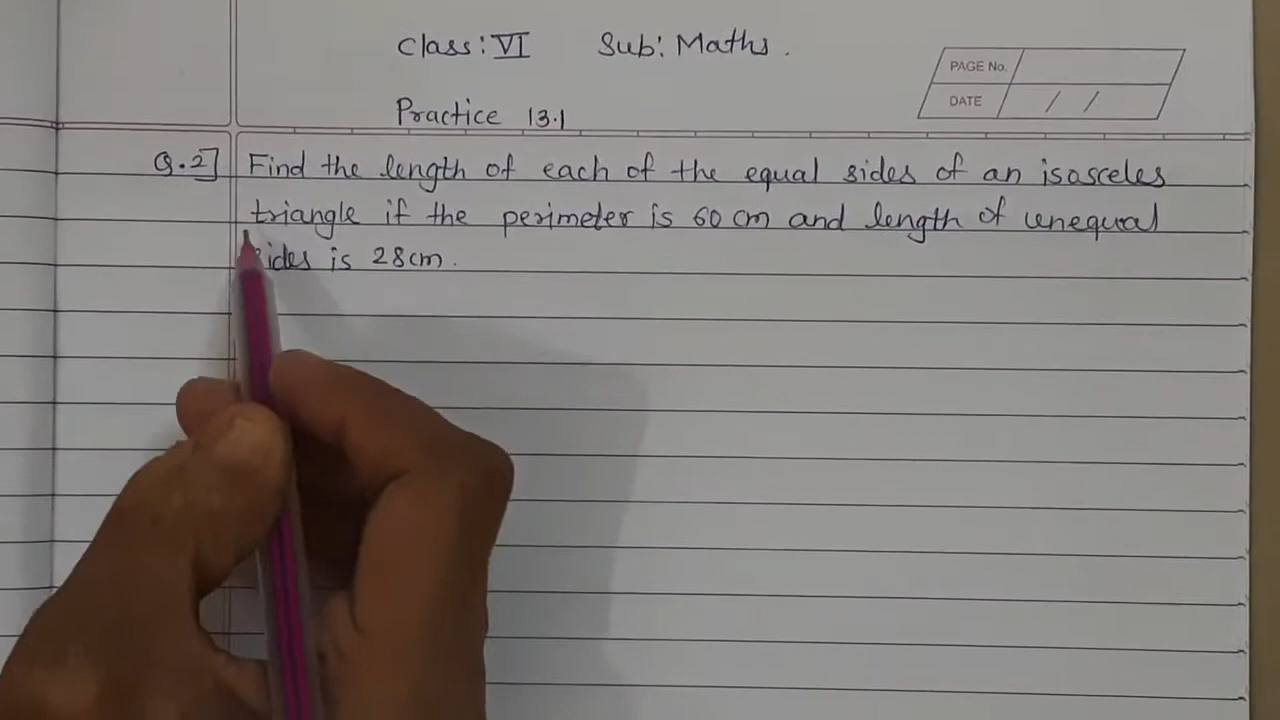 Class: VI Sub: Maths.
PAGE No.
DATE / /
Practice 13.1
Q.2] Find the length of each of the equal sides of an isosceles
triangle if the perimeter is 60 cm and length of unequal
sides is 28cm.